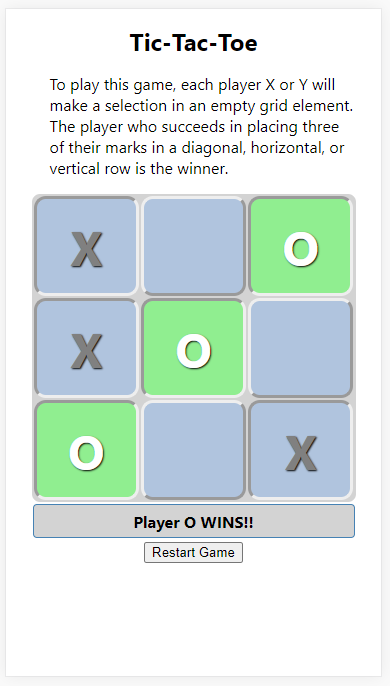 Tic-Tac-Toe
To play this game, each player X or Y will
make a selection in an empty grid element.
The player who succeeds in placing three
of their marks in a diagonal, horizontal, or
vertical row is the winner.
X O
X O
O X
Player O WINS!!
Restart Game